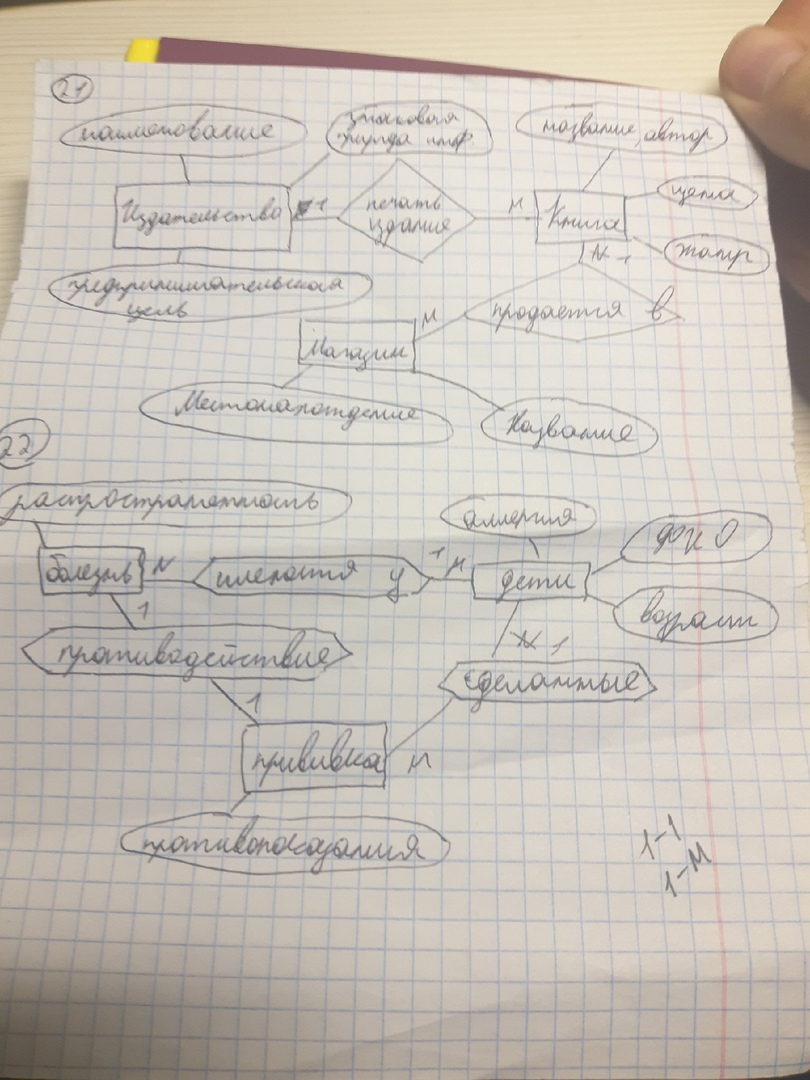 21
наименование
знаковая
природа инф.
название, автор
Издательство
1
печать
издание
М
Книга
цена
жанр
предпринимательская
цель
1
Магазин
М
продается в
Местонахождение
Название
22
распространенность
аллергия
ФИО
болезнь
N
имеются у
1
М
дети
возраст
1
противодействие
1
сделанные
1
прививка
М
противопоказания
1-1
1-М